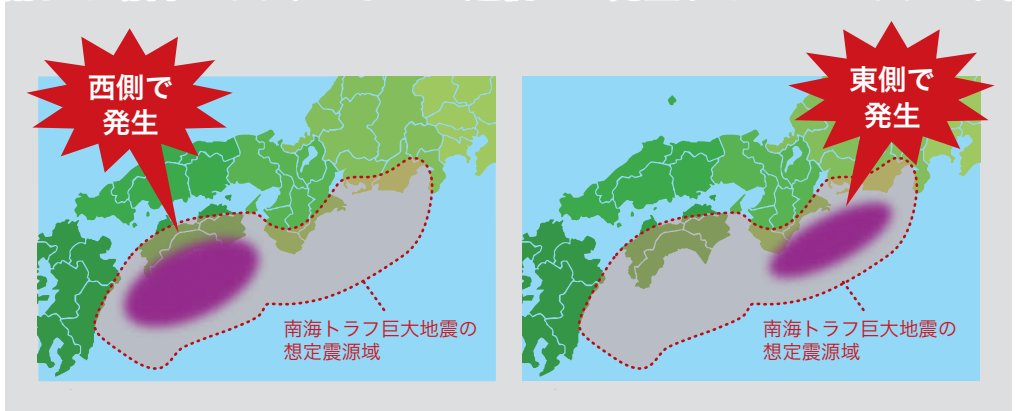 西側で
発生
南海トラフ巨大地震の
想定震源域
東側で
発生
南海トラフ巨大地震の
想定震源域